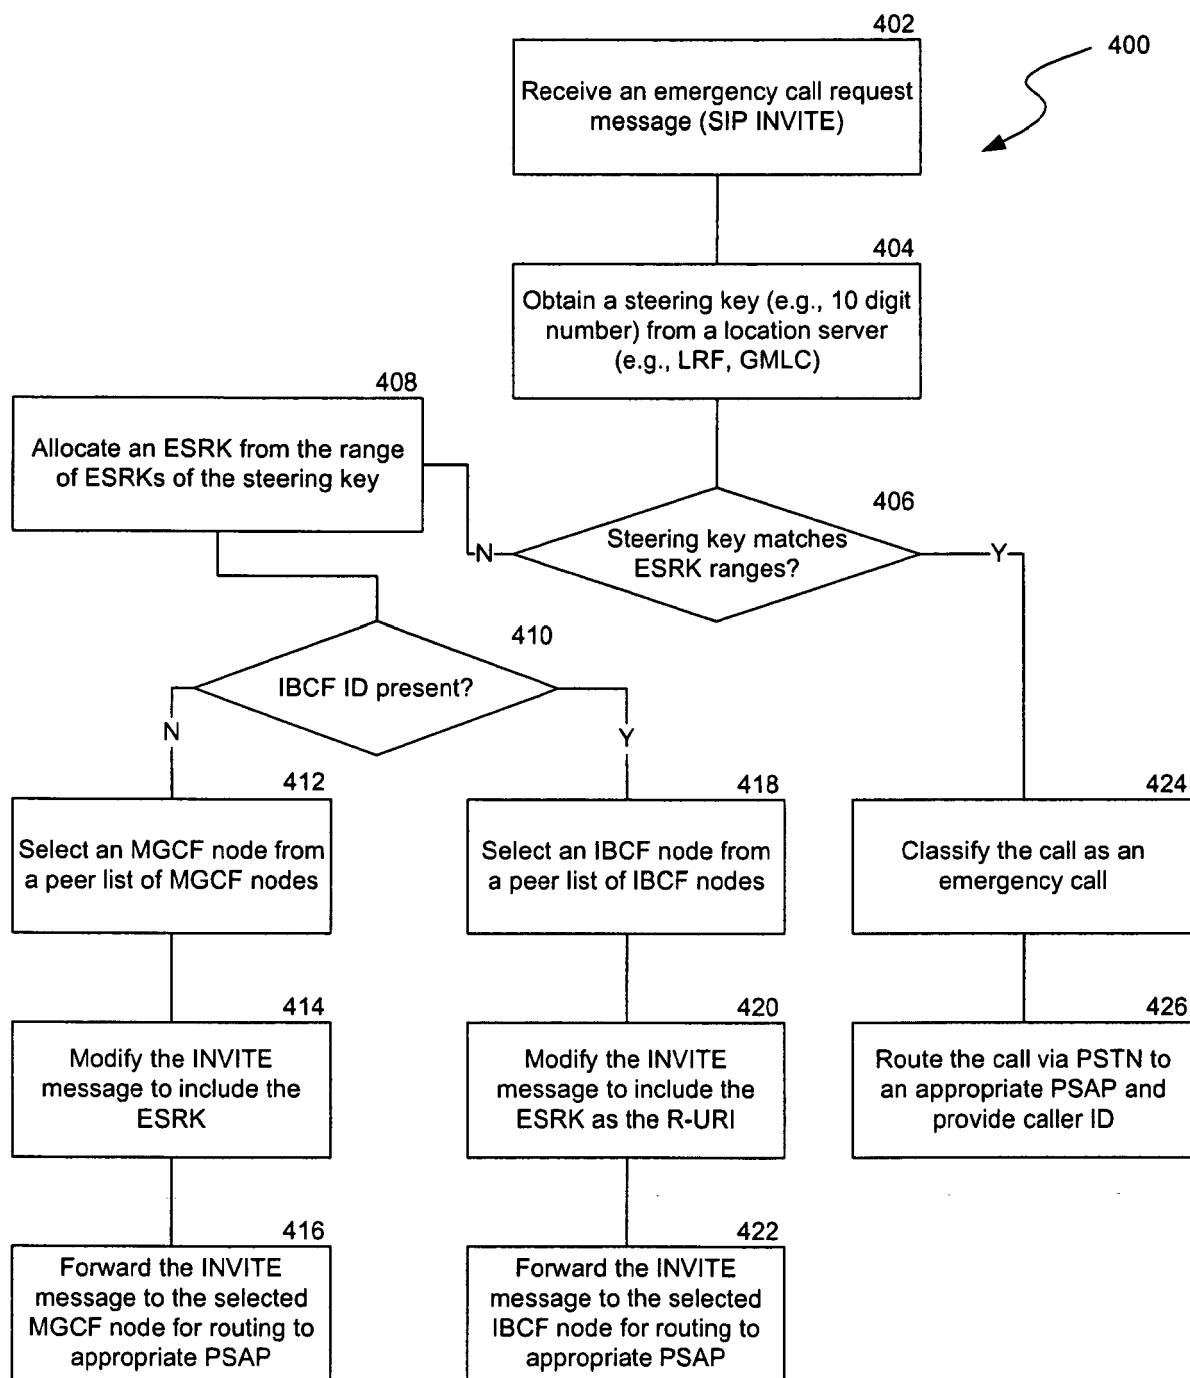 402
400
Receive an emergency call request
message (SIP INVITE)
404
Obtain a steering key (e.g., 10 digit
number) from a location server
(e.g., LRF, GMLC)
408
Allocate an ESRK from the range
of ESRKs of the steering key
406
Steering key matches
ESRK ranges?
N
Y
410
IBCF ID present?
N
Y
412
Select an MGCF node from
a peer list of MGCF nodes
418
Select an IBCF node from
a peer list of IBCF nodes
424
Classify the call as an
emergency call
414
Modify the INVITE
message to include the
ESRK
420
Modify the INVITE
message to include the
ESRK as the R-URI
426
Route the call via PSTN to
an appropriate PSAP and
provide caller ID
416
Forward the INVITE
message to the selected
MGCF node for routing to
appropriate PSAP
422
Forward the INVITE
message to the selected
IBCF node for routing to
appropriate PSAP